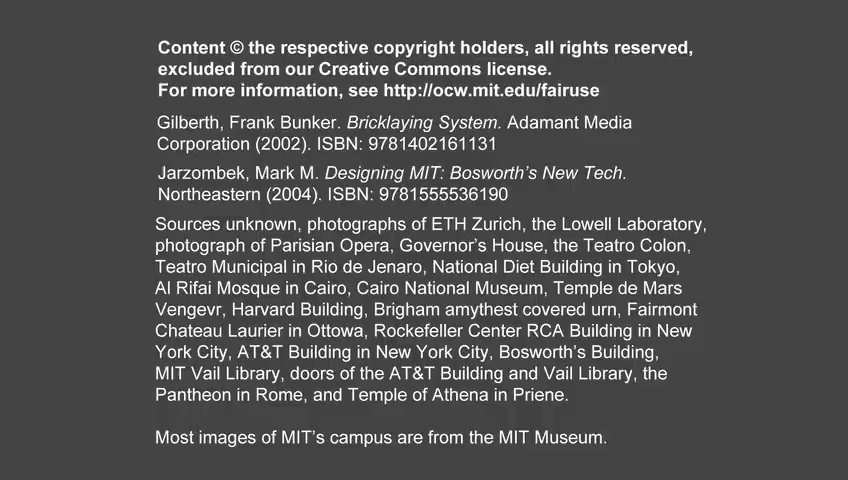 Content © the respective copyright holders, all rights reserved,
excluded from our Creative Commons license.
For more information, see http://ocw.mit.edu/fairuse
Gilberth, Frank Bunker. Bricklaying System. Adamant Media
Corporation (2002). ISBN: 9781402161131
Jarzombek, Mark M. Designing MIT: Bosworth's New Tech.
Northeastern (2004). ISBN: 9781555536190
Sources unknown, photographs of ETH Zurich, the Lowell Laboratory,
photograph of Parisian Opera, Governor's House, the Teatro Colon,
Teatro Municipal in Rio de Jenaro, National Diet Building in Tokyo,
Al Rifai Mosque in Cairo, Cairo National Museum, Temple de Mars
Vengevr, Harvard Building, Brigham amythest covered urn, Fairmont
Chateau Laurier in Ottowa, Rockefeller Center RCA Building in New
York City, AT&T Building in New York City, Bosworth's Building,
MIT Vail Library, doors of the AT&T Building and Vail Library, the
Pantheon in Rome, and Temple of Athena in Priene.
Most images of MIT's campus are from the MIT Museum.